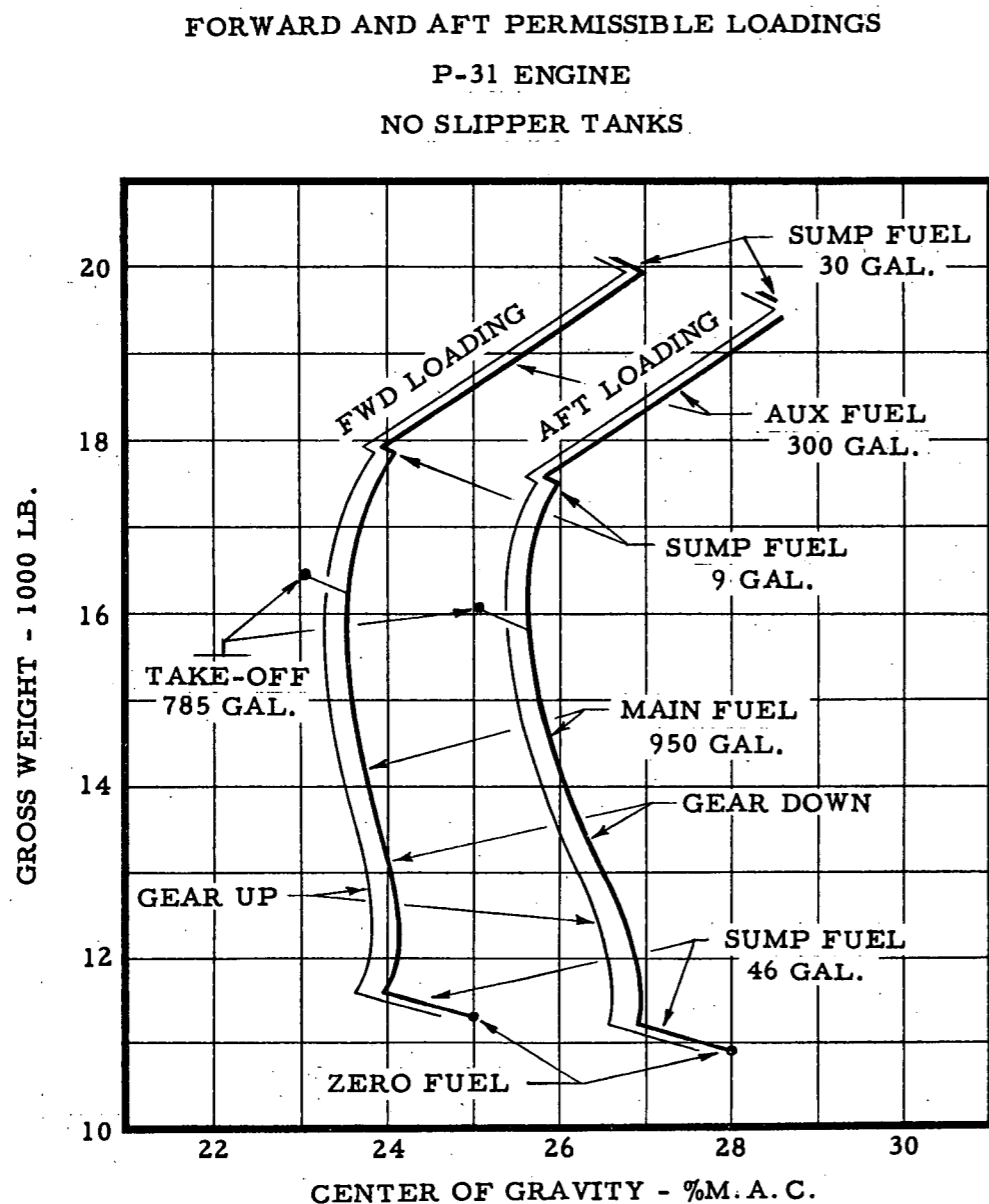 FORWARD AND AFT PERMISSIBLE LOADINGS
P-31 ENGINE
NO SLIPPER TANKS
SUMP FUEL
30 GAL.
20
FWD LOADING
AFT LOADING
AUX FUEL
300 GAL.
18
SUMP FUEL
9 GAL.
16
TAKE-OFF
785 GAL.
MAIN FUEL
950 GAL.
14
GEAR DOWN
GEAR UP
SUMP FUEL
46 GAL.
12
ZERO FUEL
10
22 24 26 28 30
GROSS WEIGHT - 1000 LB.
CENTER OF GRAVITY - %M.A.C.